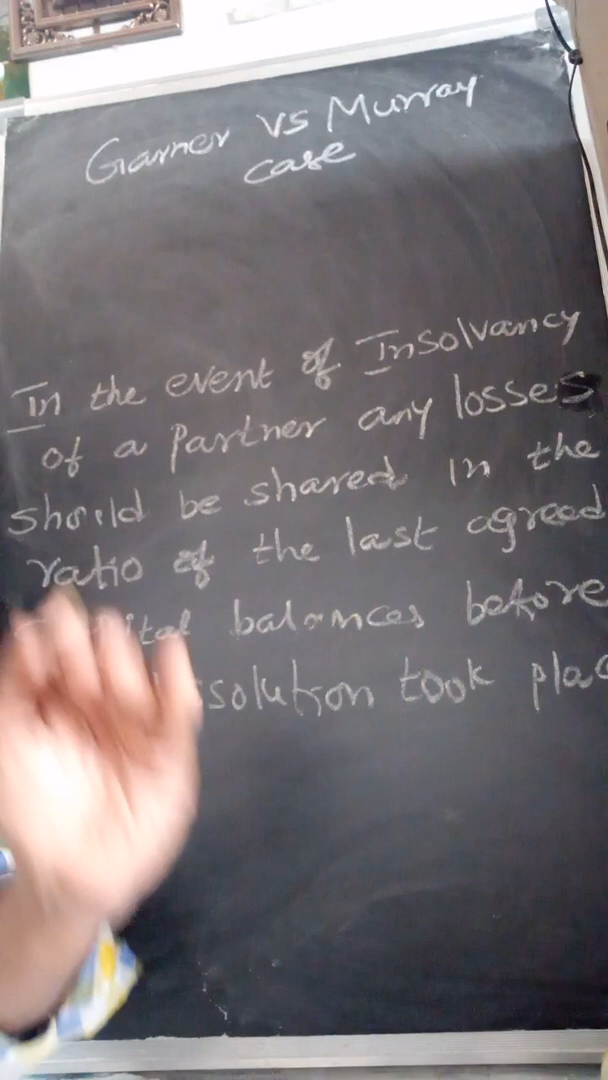 Garner vs Murray
case
In the event of Insolvancy
of a partner any losses
should be shared in the
ratio of the last agreed
balances before
took